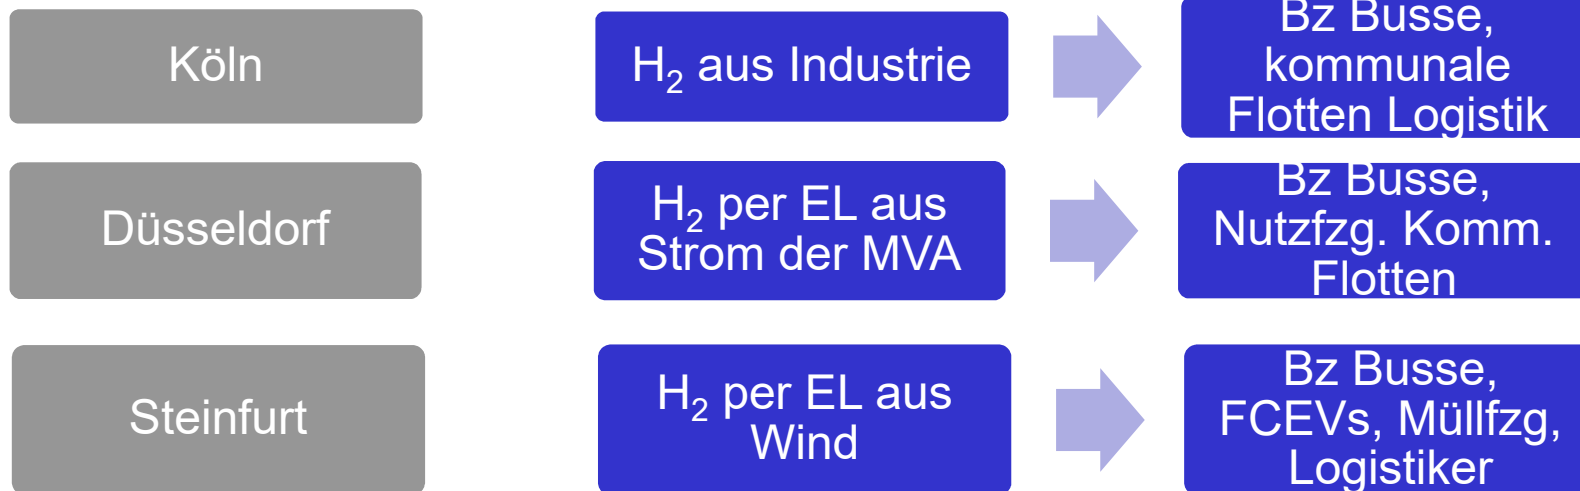 Köln
H₂ aus Industrie
Bz Busse,
kommunale
Flotten Logistik
Düsseldorf
H₂ per EL aus
Strom der MVA
Bz Busse,
Nutzfzg. Komm.
Flotten
Steinfurt
H₂ per EL aus
Wind
Bz Busse,
FCEVs, Müllfzg,
Logistiker